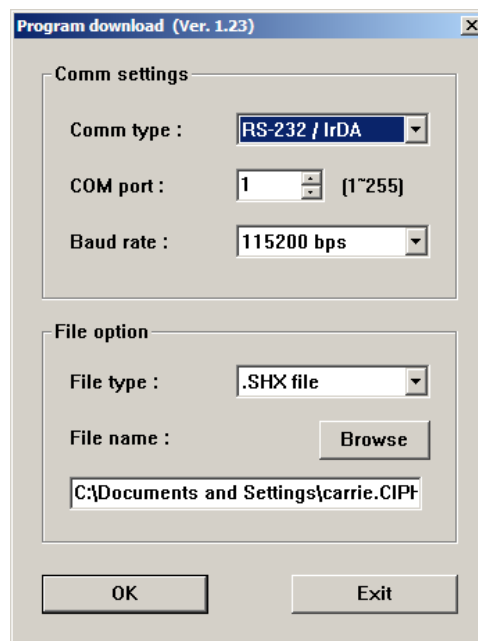 Program download (Ver. 1.23)
Comm settings
Comm type :
RS-232 / IrDA
COM port :
1
(1~255)
Baud rate :
115200 bps
File option
File type :
.SHX file
File name :
Browse
C:\Documents and Settings\carrie.CIPH
OK
Exit